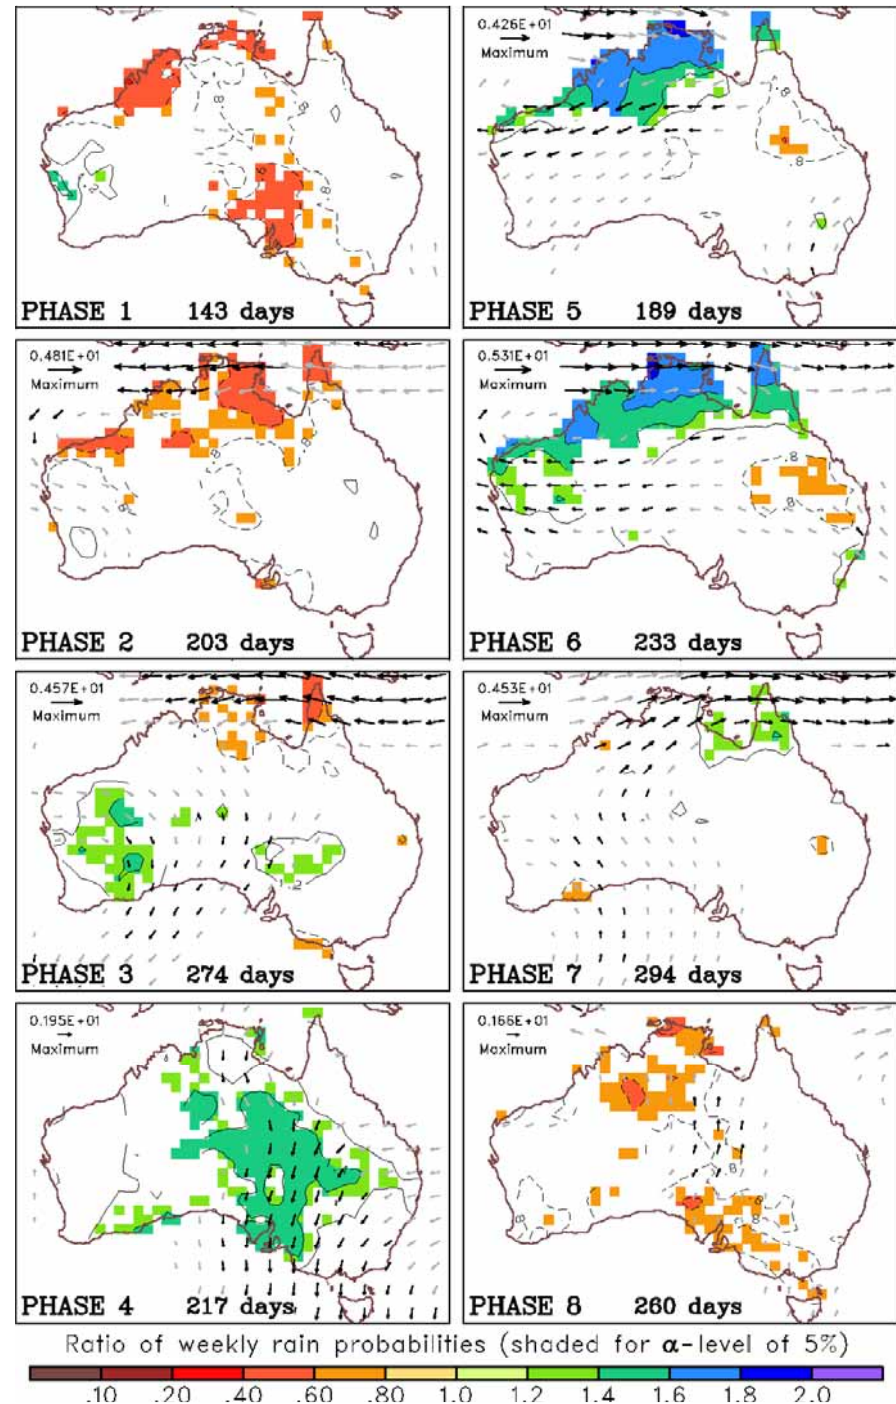 PHASE 1 143 days
0.426E+01
Maximum
PHASE 5 189 days
0.481E+01
Maximum
PHASE 2 203 days
0.531E+01
Maximum
PHASE 6 233 days
0.457E+01
Maximum
PHASE 3 274 days
0.453E+01
Maximum
PHASE 7 294 days
0.195E+01
Maximum
PHASE 4 217 days
0.166E+01
Maximum
PHASE 8 260 days
Ratio of weekly rain probabilities (shaded for α-level of 5%)
.10 .20 .40 .60 .80 1.0 1.2 1.4 1.6 1.8 2.0